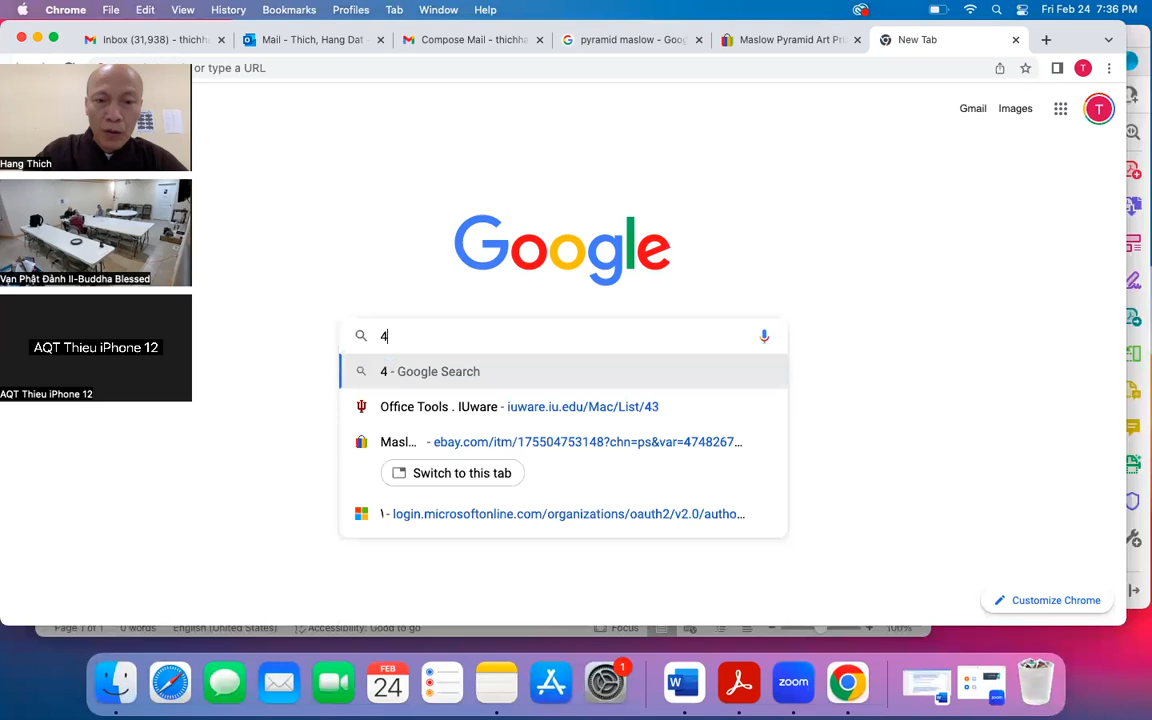 Chrome File Edit View History Bookmarks Profiles Tab Window Help Fri Feb 24 7:36 PM
Inbox (31,938) - thichh Mail - Thich, Hang Dat - Compose Mail - thichha pyramid maslow - Goog Maslow Pyramid Art Pri New Tab
or type a URL T
Gmail Images T
Hang Thich
Vạn Phật Đảnh II-Buddha Blessed
AQT Thieu iPhone 12
AQT Thieu iPhone 12
Google
4
4 - Google Search
Office Tools . IUware - iuware.iu.edu/Mac/List/43
Masl... - ebay.com/itm/175504753148?chn=ps&var=4748267...
Switch to this tab
\ - login.microsoftonline.com/organizations/oauth2/v2.0/autho...
Customize Chrome
Page 1 of 1 0 words English (United States) Accessibility: Good to go Focus 100%
FEB
24
1
zoom